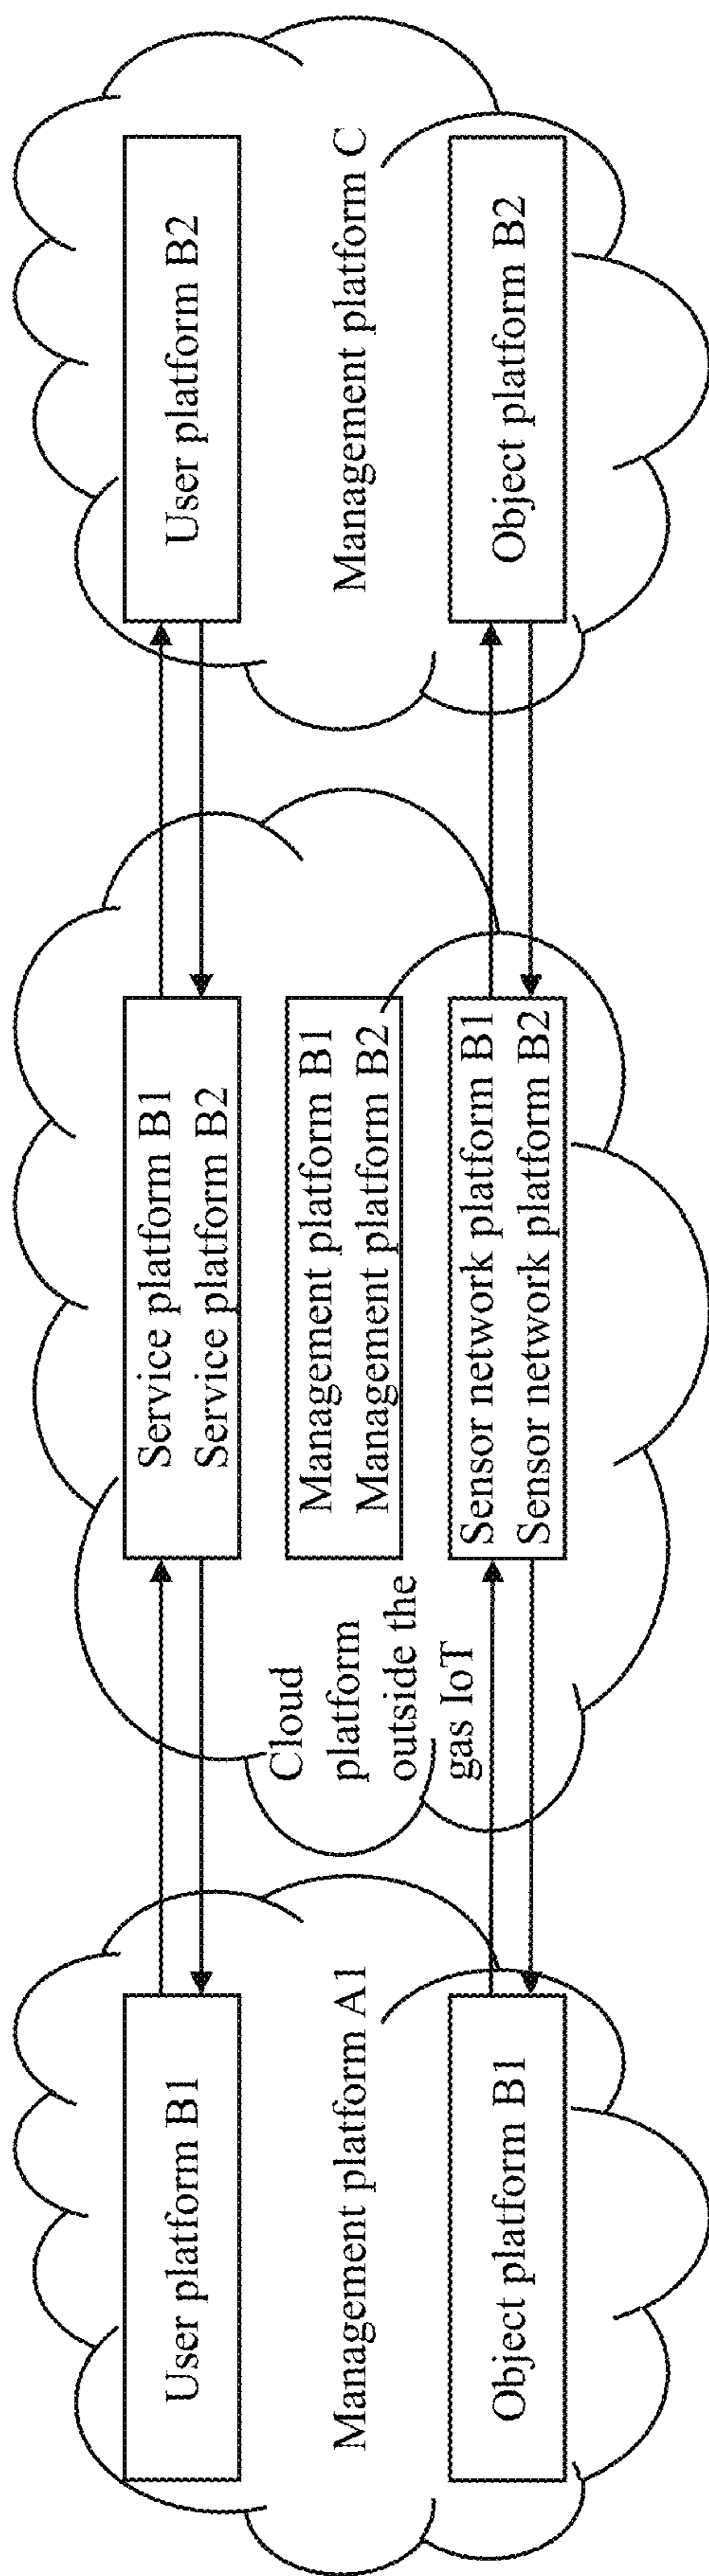 User platform B1
Management platform A1
Object platform B1
Service platform B1
Service platform B2
Management platform B1
Management platform B2
Cloud
platform
outside the
gas IoT
Sensor network platform B1
Sensor network platform B2
User platform B2
Management platform C
Object platform B2